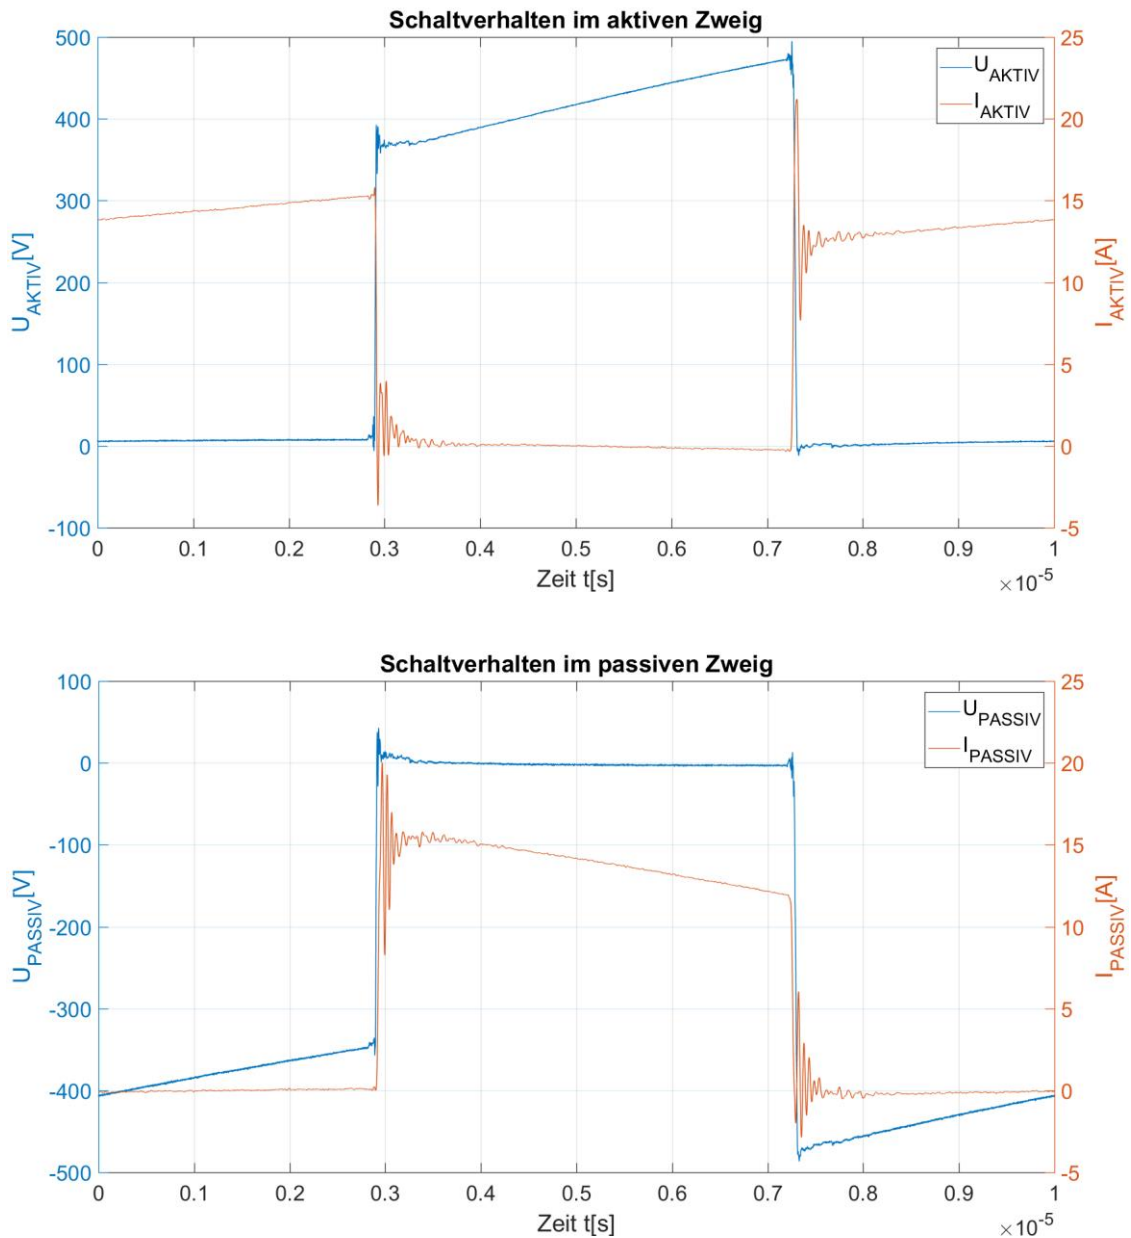 Schaltverhalten im aktiven Zweig
500
400
300
200
100
0
-100
U_AKTIV[V]
25
20
15
10
5
0
-5
I_AKTIV[A]
U_AKTIV
I_AKTIV
0 0.1 0.2 0.3 0.4 0.5 0.6 0.7 0.8 0.9 1
Zeit t[s]
×10^-5
Schaltverhalten im passiven Zweig
100
0
-100
-200
-300
-400
-500
U_PASSIV[V]
25
20
15
10
5
0
-5
I_PASSIV[A]
U_PASSIV
I_PASSIV
0 0.1 0.2 0.3 0.4 0.5 0.6 0.7 0.8 0.9 1
Zeit t[s]
×10^-5